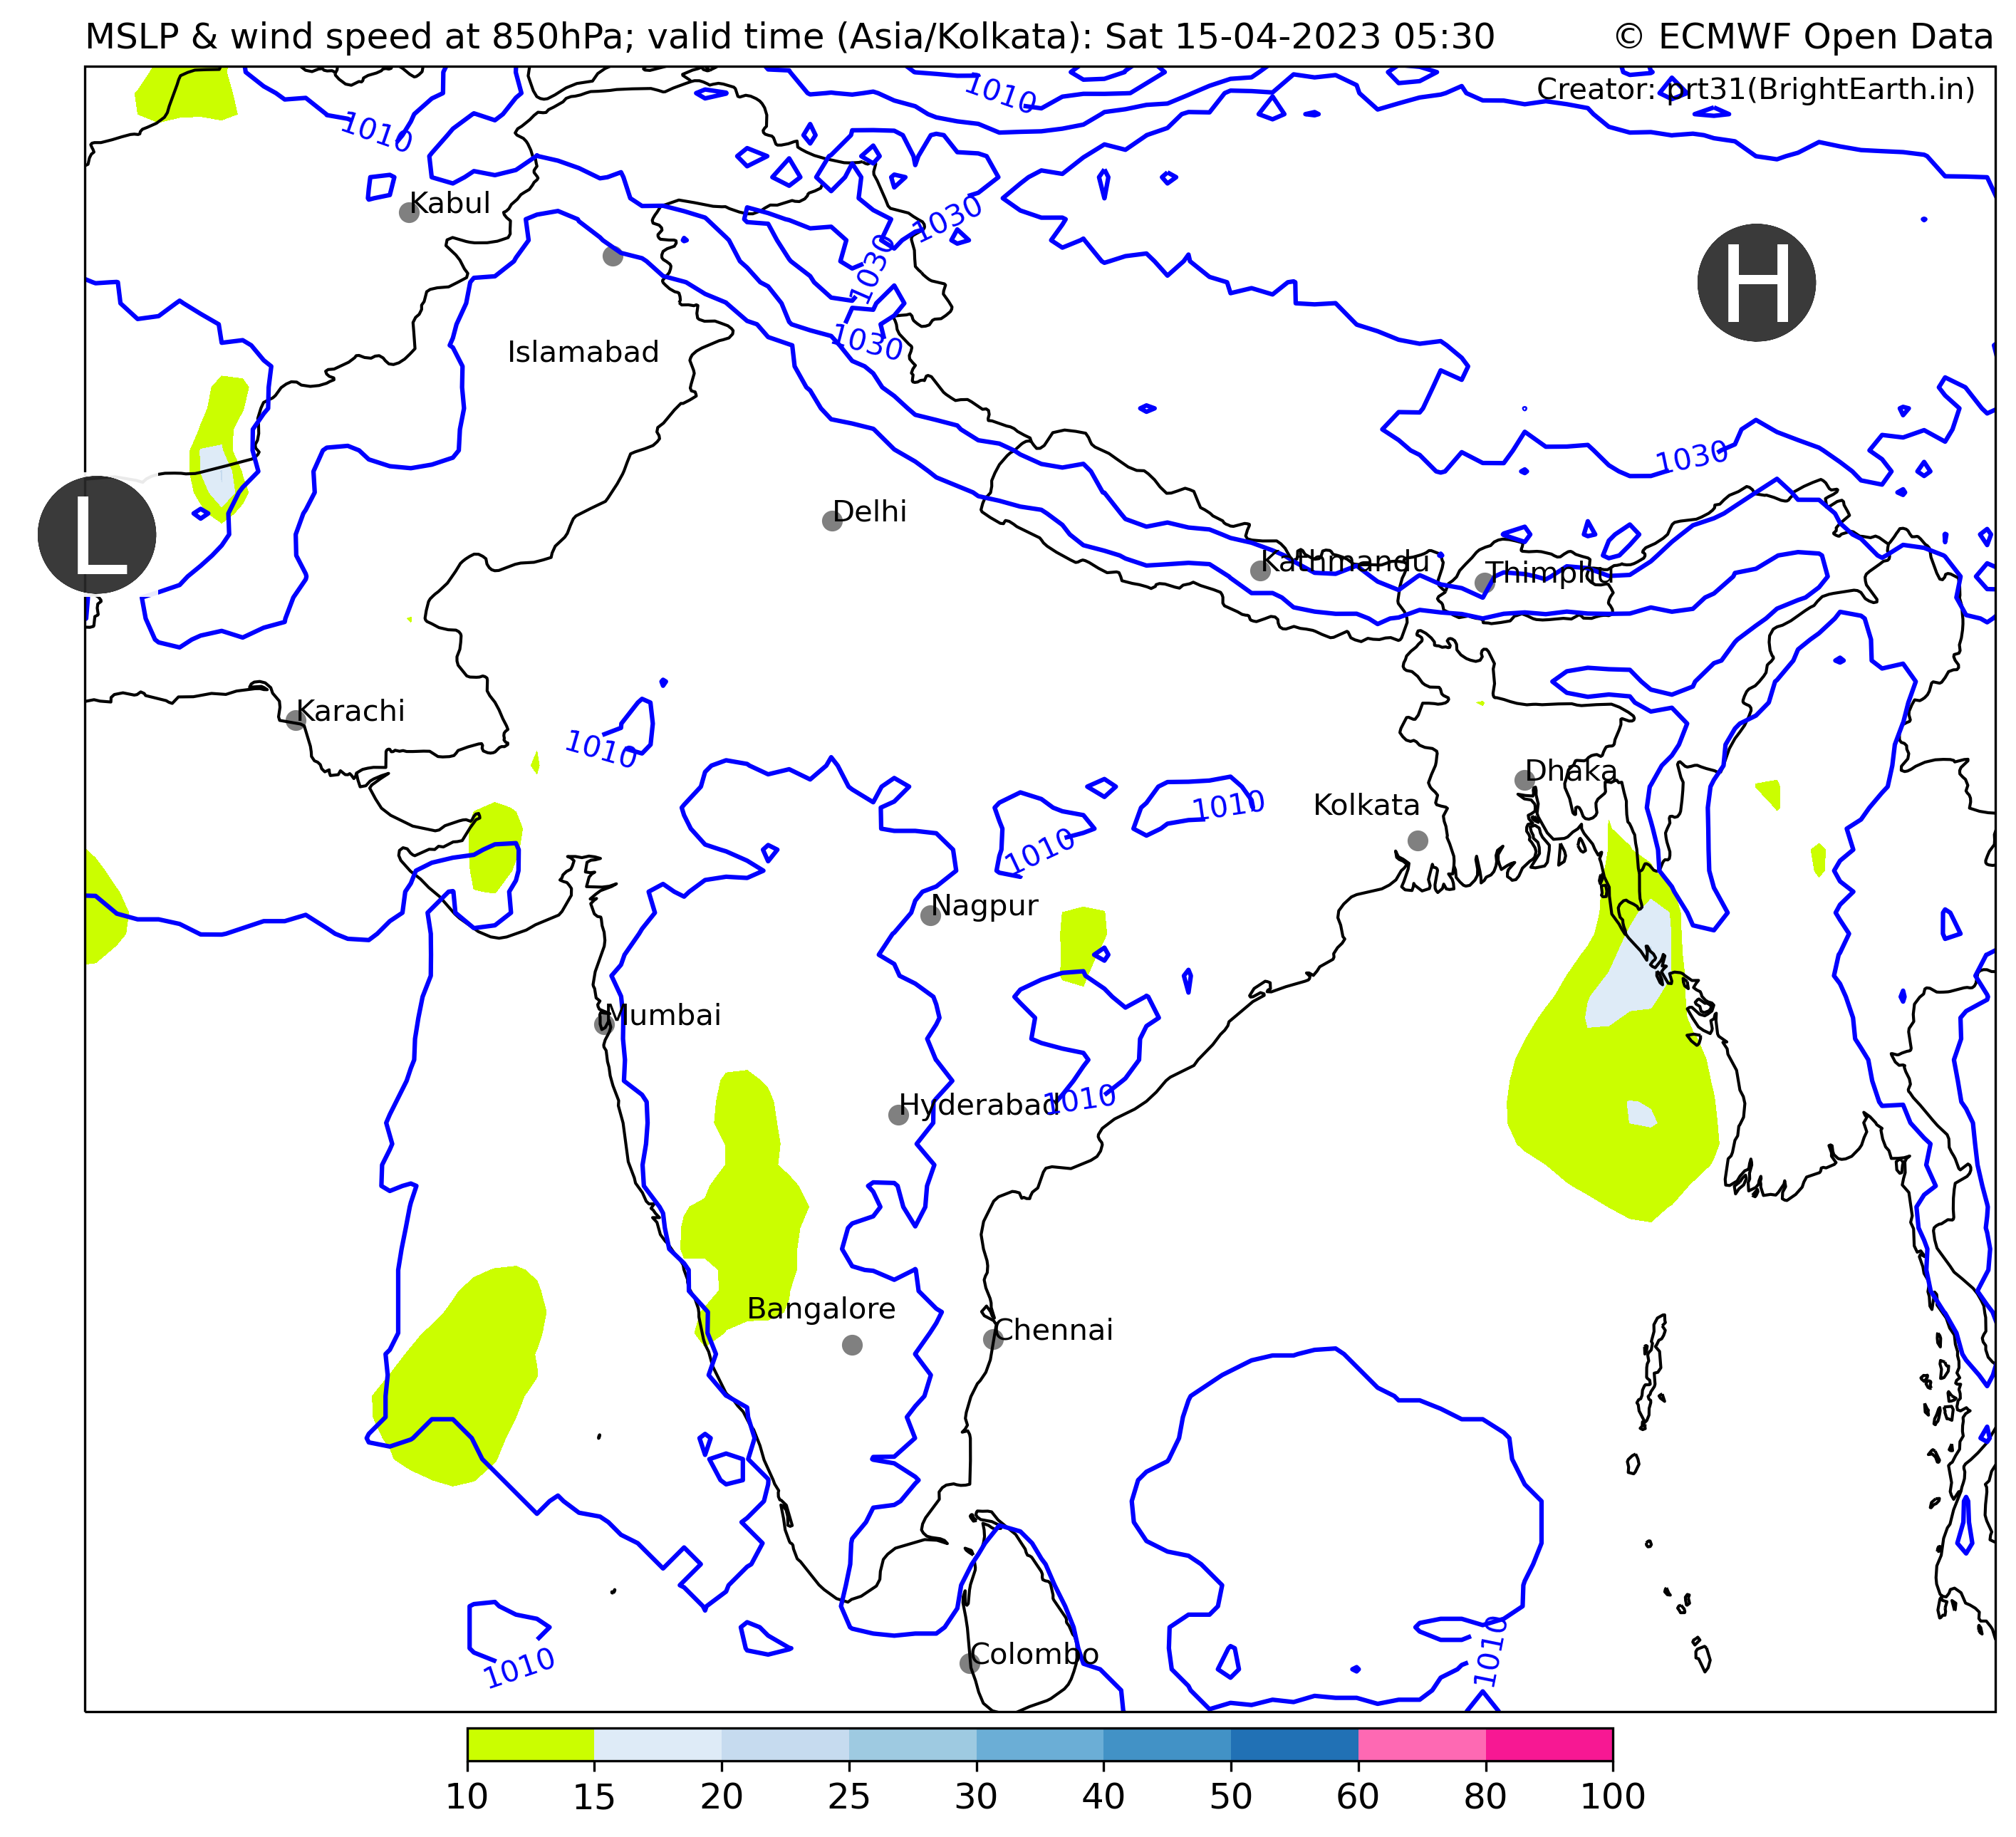 MSLP & wind speed at 850hPa; valid time (Asia/Kolkata): Sat 15-04-2023 05:30
© ECMWF Open Data
Creator: prt31(BrightEarth.in)
1010
1010
Kabul
1030
1030
H
1030
Islamabad
1030
L
Delhi
Kathmandu
Thimphu
Karachi
1010
Dhaka
Kolkata
1010
1010
Nagpur
Mumbai
Hyderabad
1010
Bangalore
Chennai
1010
Colombo
1010
10 15 20 25 30 40 50 60 80 100